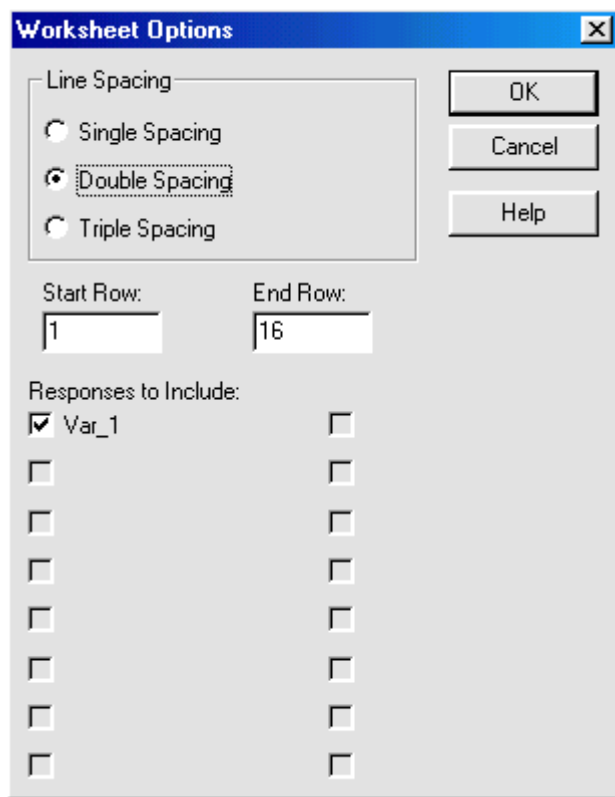 Worksheet Options
Line Spacing
Single Spacing
Double Spacing
Triple Spacing
OK
Cancel
Help
Start Row:
End Row:
1
16
Responses to Include:
Var_1